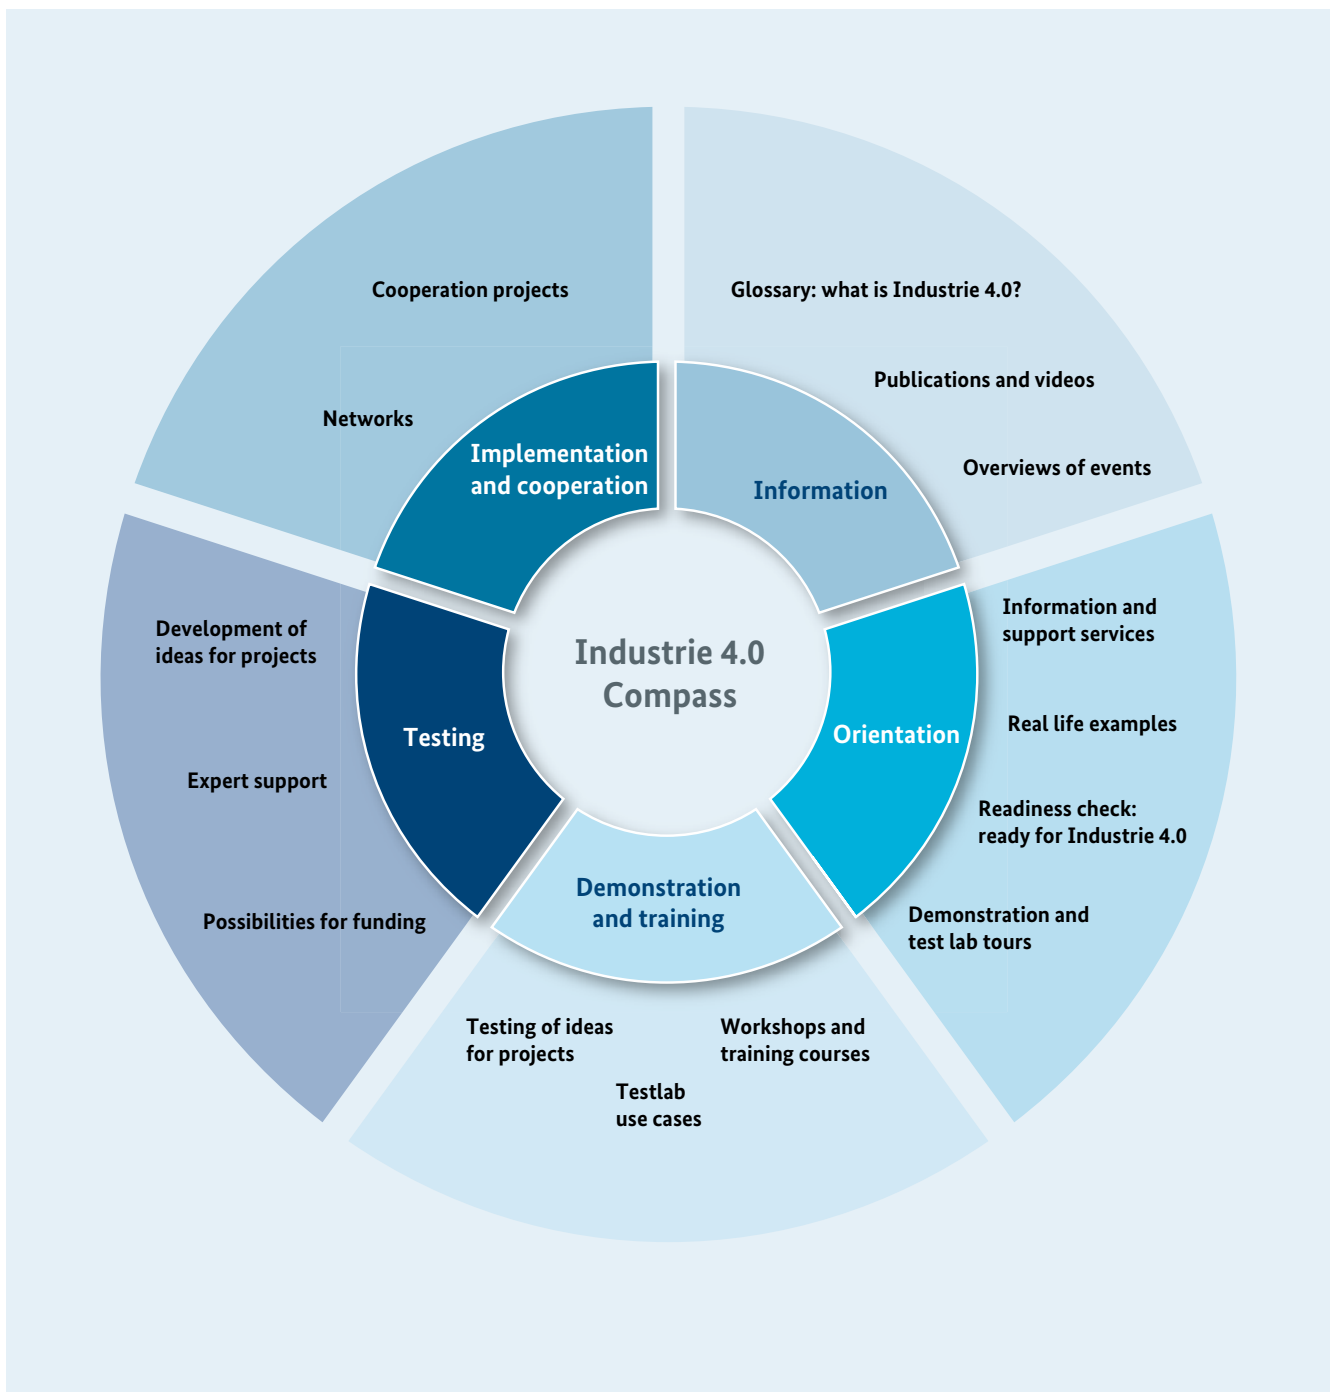 Cooperation projects
Networks
Implementation
and cooperation
Glossary: what is Industrie 4.0?
Publications and videos
Overviews of events
Information
Industrie 4.0
Compass
Information and
support services
Real life examples
Readiness check:
ready for Industrie 4.0
Demonstration and
test lab tours
Orientation
Demonstration
and training
Testing of ideas
for projects
Testlab
use cases
Workshops and
training courses
Testing
Development of
ideas for projects
Expert support
Possibilities for funding